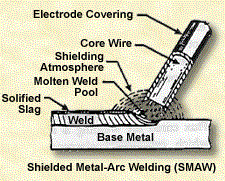 Electrode Covering
Core Wire
Shielding
Atmosphere
Molten Weld
Pool
Solified
Slag
Weld
Base Metal
Shielded Metal-Arc Welding (SMAW)